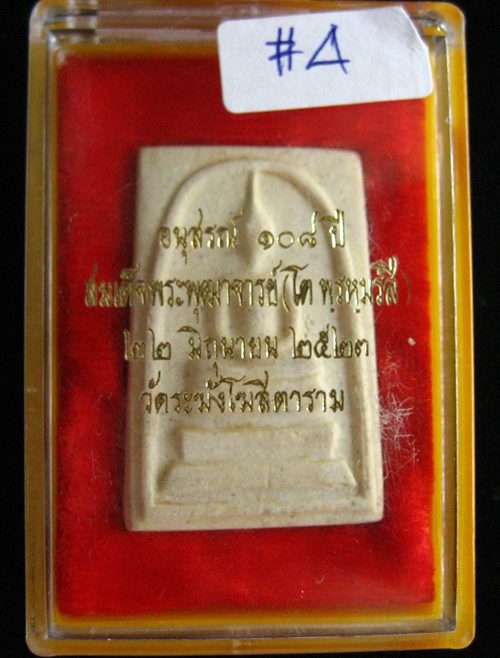 #4
อนุสรณ์ ๑๐๘ ปี
สมเด็จพระพุฒาจารย์(โต พฺรหฺมรํสี)
๒๒ มิถุนายน ๒๕๒๓
วัดระฆังโฆสิตาราม